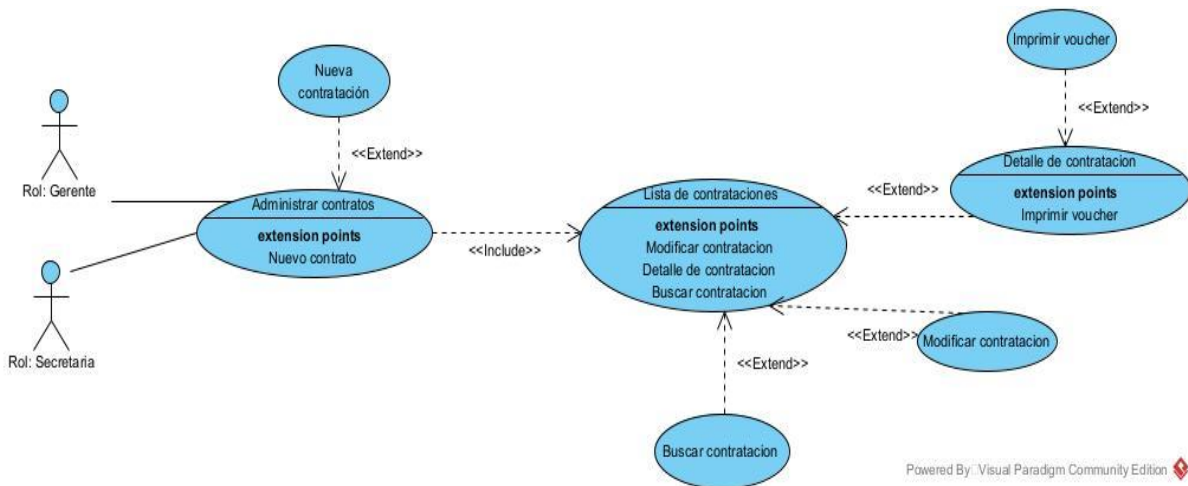 Imprimir voucher
Nueva
contratación
<<Extend>>
<<Extend>>
Rol: Gerente
Administrar contratos
extension points
Nuevo contrato
<<Include>>
Lista de contrataciones
extension points
Modificar contratacion
Detalle de contratacion
Buscar contratacion
<<Extend>>
Detalle de contratacion
extension points
Imprimir voucher
Rol: Secretaria
<<Extend>>
Modificar contratacion
<<Extend>>
Buscar contratacion
Powered By Visual Paradigm Community Edition